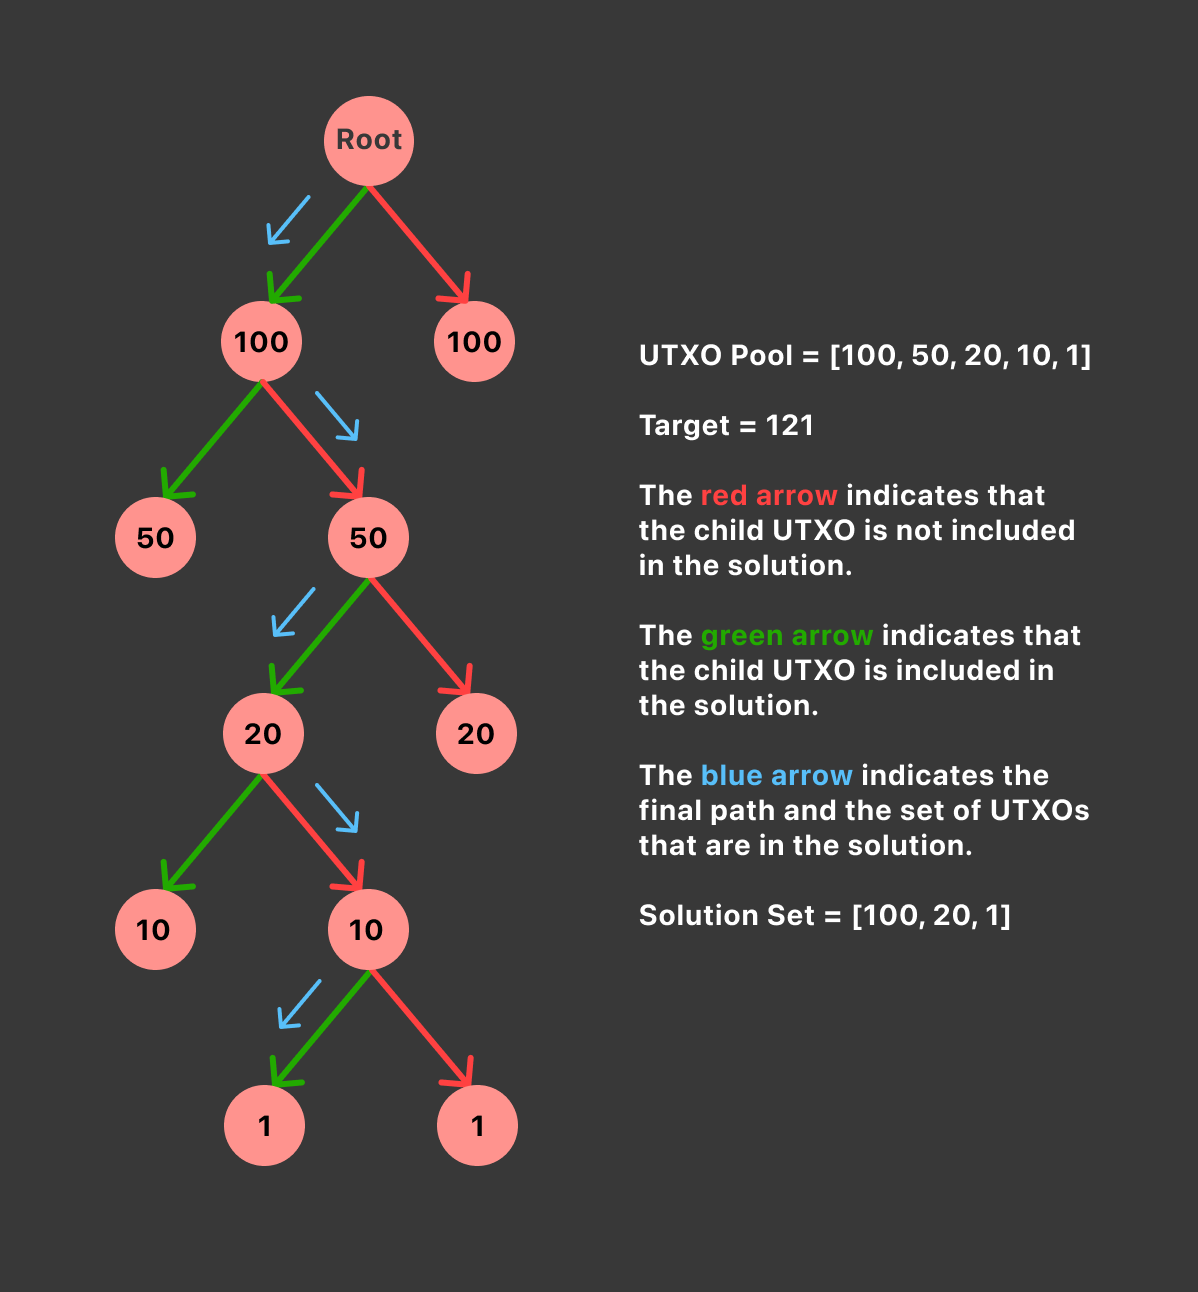 Root
100
100
50
50
20
20
10
10
1
1
UTXO Pool = [100, 50, 20, 10, 1]
Target = 121
The red arrow indicates that
the child UTXO is not included
in the solution.
The green arrow indicates that
the child UTXO is included in
the solution.
The blue arrow indicates the
final path and the set of UTXOs
that are in the solution.
Solution Set = [100, 20, 1]